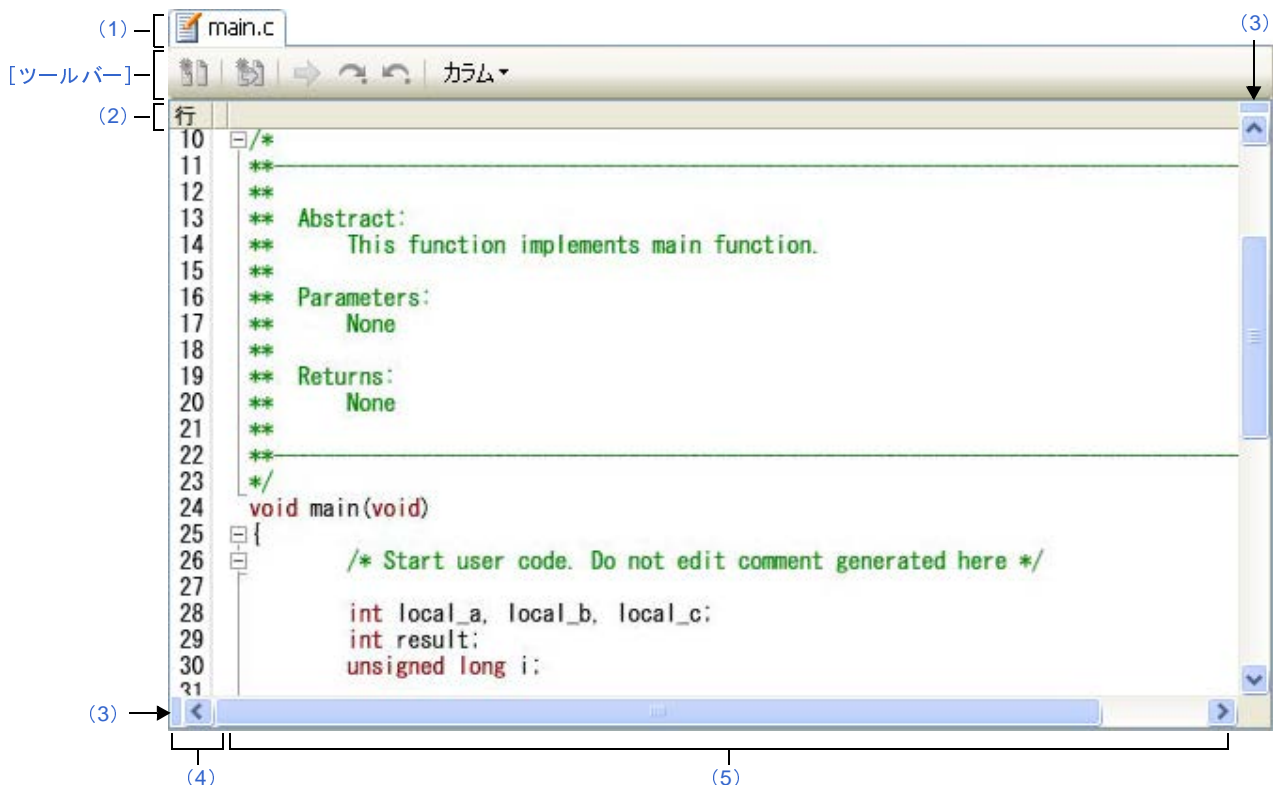 (1)
main.c
(3)
[ツールバー]
カラム
(2)
行
10 /*
11 **
12 **
13 ** Abstract:
14 ** This function implements main function.
15 **
16 ** Parameters:
17 ** None
18 **
19 ** Returns:
20 ** None
21 **
22 **
23 */
24 void main(void)
25 {
26 /* Start user code. Do not edit comment generated here */
27
28 int local_a, local_b, local_c;
29 int result;
30 unsigned long i;
31
(3)
(4)
(5)